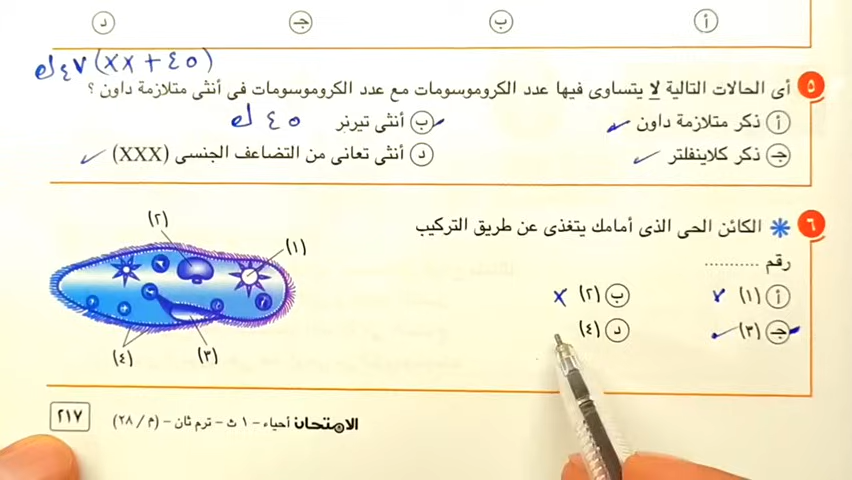 أ ب جـ د
٤٧ ك (٤٥ + XX)
٥ أى الحالات التالية لا يتساوى فيها عدد الكروموسومات مع عدد الكروموسومات فى أنثى متلازمة داون ؟
أ ذكر متلازمة داون ب أنثى تيرنر ٤٥ ك
جـ ذكر كلاينفلتر د أنثى تعانى من التضاعف الجنسى (XXX)
٦ الكائن الحى الذى أمامك يتغذى عن طريق التركيب
رقم ............
أ (١) ب (٢)
جـ (٣) د (٤)
(٢)
(١)
(٤) (٣)
الامتحان أحياء - ١ ث - ترم ثان - (م / ٢٨) ٢١٧